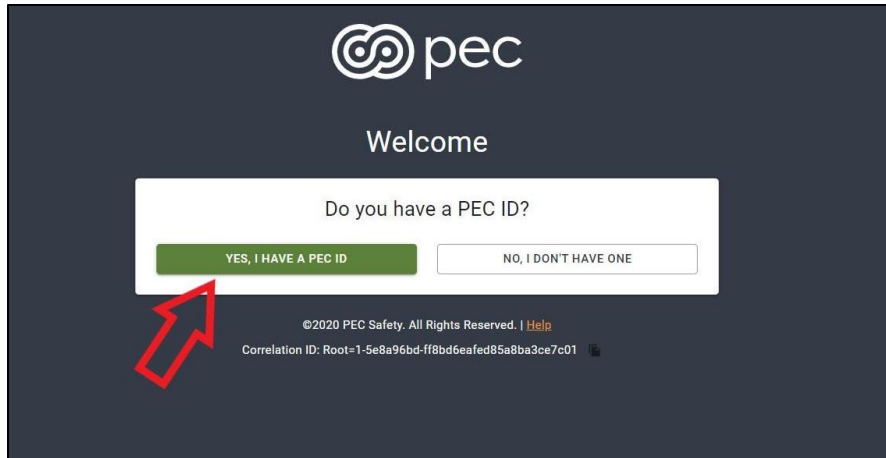 pec
Welcome
Do you have a PEC ID?
YES, I HAVE A PEC ID
NO, I DON'T HAVE ONE
©2020 PEC Safety. All Rights Reserved. | Help
Correlation ID: Root=1-5e8a96bd-ff8bd6eafed85a8ba3ce7c01